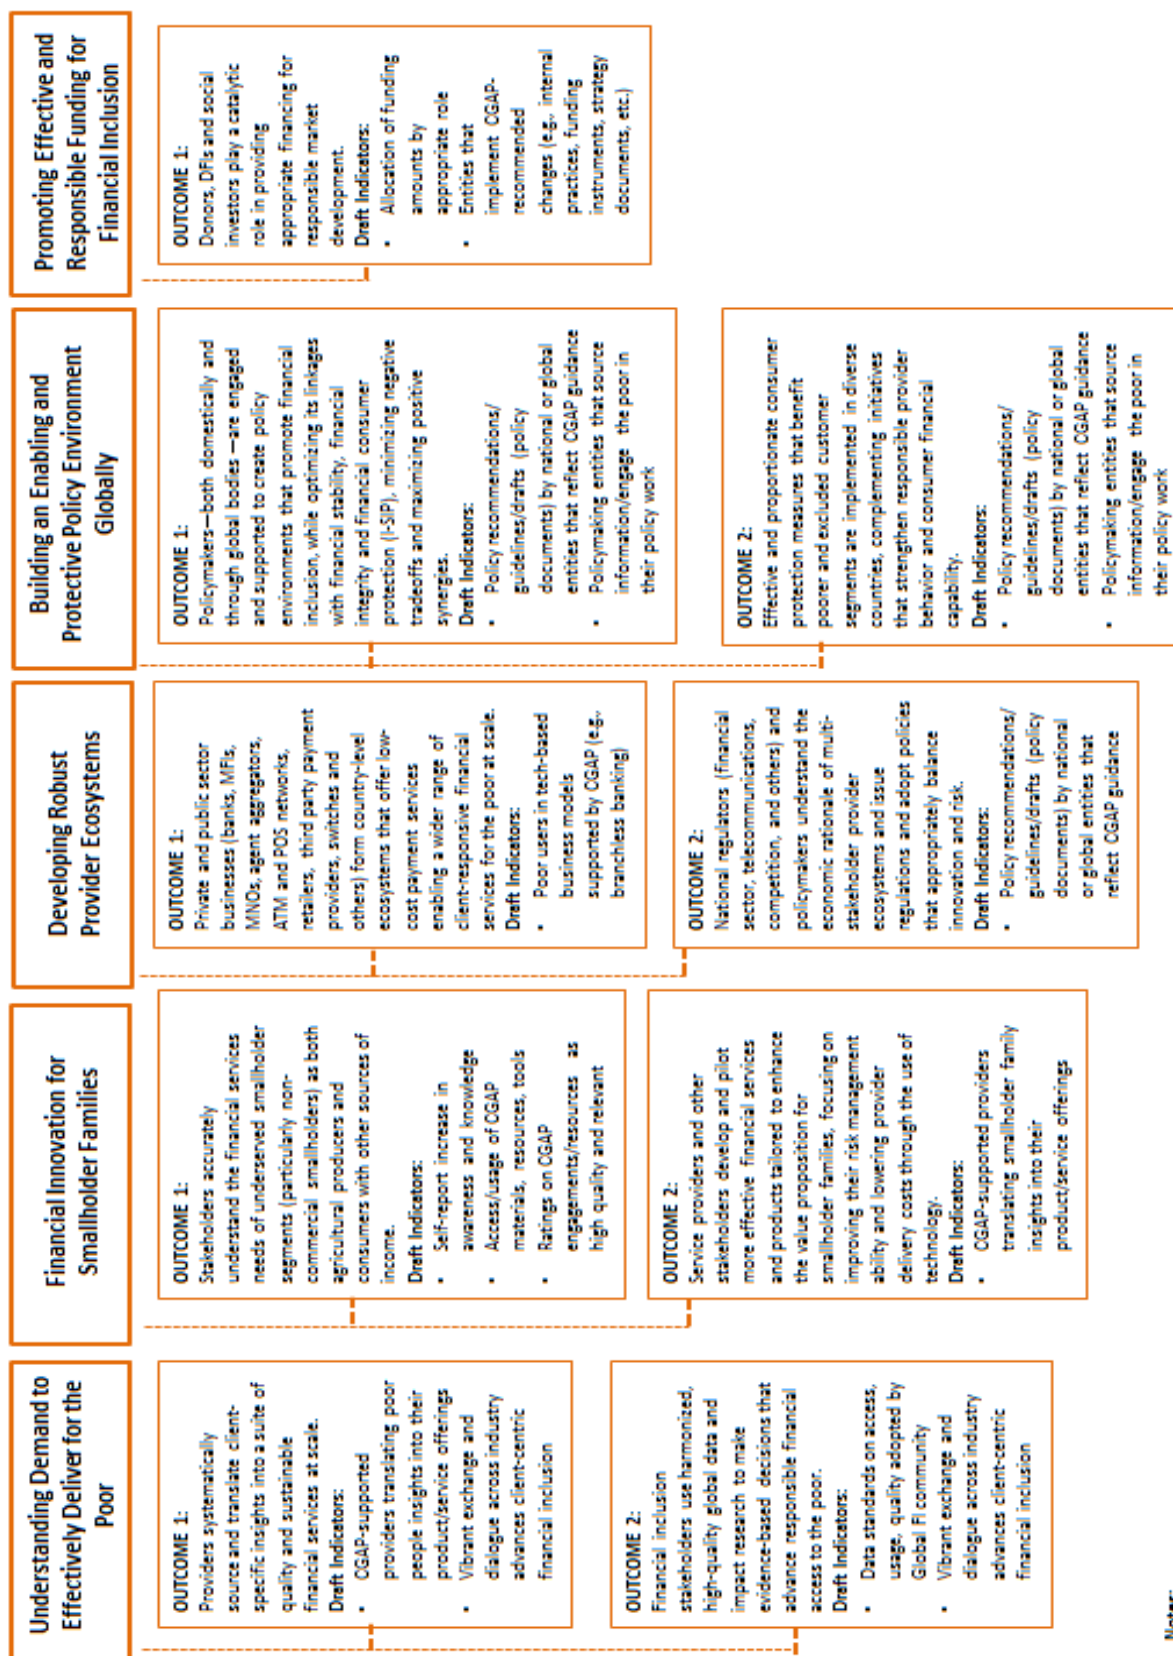 Understanding Demand to
Effectively Deliver for the
Poor
OUTCOME 1:
Providers systematically
source and translate client-
specific insights into a suite of
quality and sustainable
financial services at scale.
Draft Indicators:
• CGAP-supported
providers translating poor
people insights into their
product/service offerings
• Vibrant exchange and
dialogue across industry
advances client-centric
financial inclusion
OUTCOME 2:
Financial inclusion
stakeholders use harmonized,
high-quality global data and
impact research to make
evidence-based decisions that
advance responsible financial
access to the poor.
Draft Indicators:
• Data standards on access,
usage, quality adopted by
Global FI community
• Vibrant exchange and
dialogue across industry
advances client-centric
financial inclusion
Financial Innovation for
Smallholder Families
OUTCOME 1:
Stakeholders accurately
understand the financial services
needs of underserved smallholder
segments (particularly non-
commercial smallholders) as both
agricultural producers and
consumers with other sources of
income.
Draft Indicators:
• Self-report increase in
awareness and knowledge
• Access/usage of CGAP
materials, resources, tools
• Ratings on CGAP
engagements/resources as
high quality and relevant
OUTCOME 2:
Service providers and other
stakeholders develop and pilot
more effective financial services
and products tailored to enhance
the value proposition for
smallholder families, focusing on
improving their risk management
ability and lowering provider
delivery costs through the use of
technology.
Draft Indicators:
• CGAP-supported providers
translating smallholder family
insights into their
product/service offerings
Developing Robust
Provider Ecosystems
OUTCOME 1:
Private and public sector
businesses (banks, MFIs,
MNOs, agent aggregators,
ATM and POS networks,
retailers, third party payment
providers, switches and
others) form country-level
ecosystems that offer low-
cost payment services
enabling a wider range of
client-responsive financial
services for the poor at scale.
Draft Indicators:
• Poor users in tech-based
business models
supported by CGAP (e.g.,
branchless banking)
OUTCOME 2:
National regulators (financial
sector, telecommunications,
competition, and others) and
policymakers understand the
economic rationale of multi-
stakeholder provider
ecosystems and issue
regulations and adopt policies
that appropriately balance
innovation and risk.
Draft Indicators:
• Policy recommendations/
guidelines/drafts (policy
documents) by national
or global entities that
reflect CGAP guidance
Building an Enabling and
Protective Policy Environment
Globally
OUTCOME 1:
Policymakers—both domestically and
through global bodies—are engaged
and supported to create policy
environments that promote financial
inclusion, while optimizing its linkages
with financial stability, financial
integrity and financial consumer
protection (I-SIP), minimizing negative
tradeoffs and maximizing positive
synergies.
Draft Indicators:
• Policy recommendations/
guidelines/drafts (policy
documents) by national or global
entities that reflect CGAP guidance
• Policymaking entities that source
information/engage the poor in
their policy work
OUTCOME 2:
Effective and proportionate consumer
protection measures that benefit
poorer and excluded customer
segments are implemented in diverse
countries, complementing initiatives
that strengthen responsible provider
behavior and consumer financial
capability.
Draft Indicators:
• Policy recommendations/
guidelines/drafts (policy
documents) by national or global
entities that reflect CGAP guidance
• Policymaking entities that source
information/engage the poor in
their policy work
Promoting Effective and
Responsible Funding for
Financial Inclusion
OUTCOME 1:
Donors, DFIs and social
investors play a catalytic
role in providing
appropriate financing for
responsible market
development.
Draft Indicators:
• Allocation of funding
amounts by
appropriate role
• Entities that
implement CGAP-
recommended
changes (e.g., internal
practices, funding
instruments, strategy
documents, etc.)
Notes: